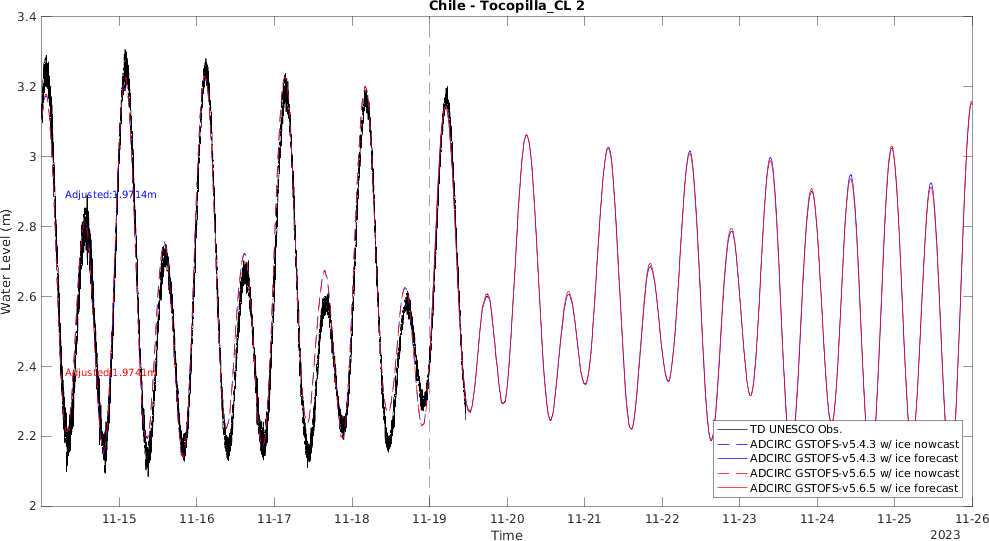 Chile - Tocopilla_CL 2
Water Level (m)
3.4
3.2
3
2.8
2.6
2.4
2.2
2
Adjusted:1.9714m
Adjusted:1.9741m
TD UNESCO Obs.
ADCIRC GSTOFS-v5.4.3 w/ ice nowcast
ADCIRC GSTOFS-v5.4.3 w/ ice forecast
ADCIRC GSTOFS-v5.6.5 w/ ice nowcast
ADCIRC GSTOFS-v5.6.5 w/ ice forecast
11-15 11-16 11-17 11-18 11-19 11-20 11-21 11-22 11-23 11-24 11-25 11-26
Time
2023